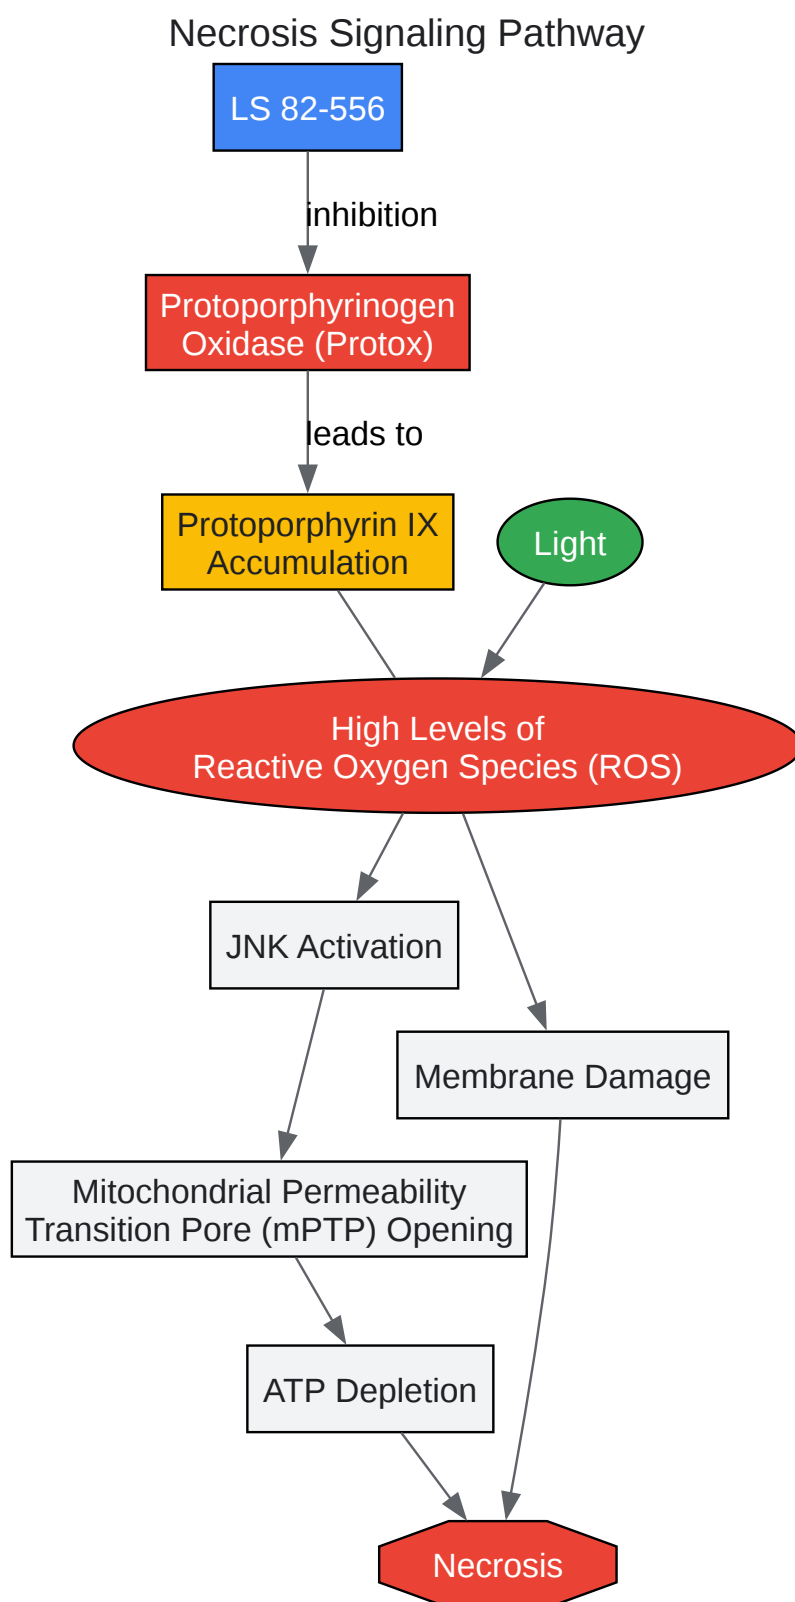 Necrosis Signaling Pathway
LS 82-556
inhibition
Protoporphyrinogen
Oxidase (Protox)
leads to
Protoporphyrin IX
Accumulation
Light
High Levels of
Reactive Oxygen Species (ROS)
JNK Activation
Membrane Damage
Mitochondrial Permeability
Transition Pore (mPTP) Opening
ATP Depletion
Necrosis